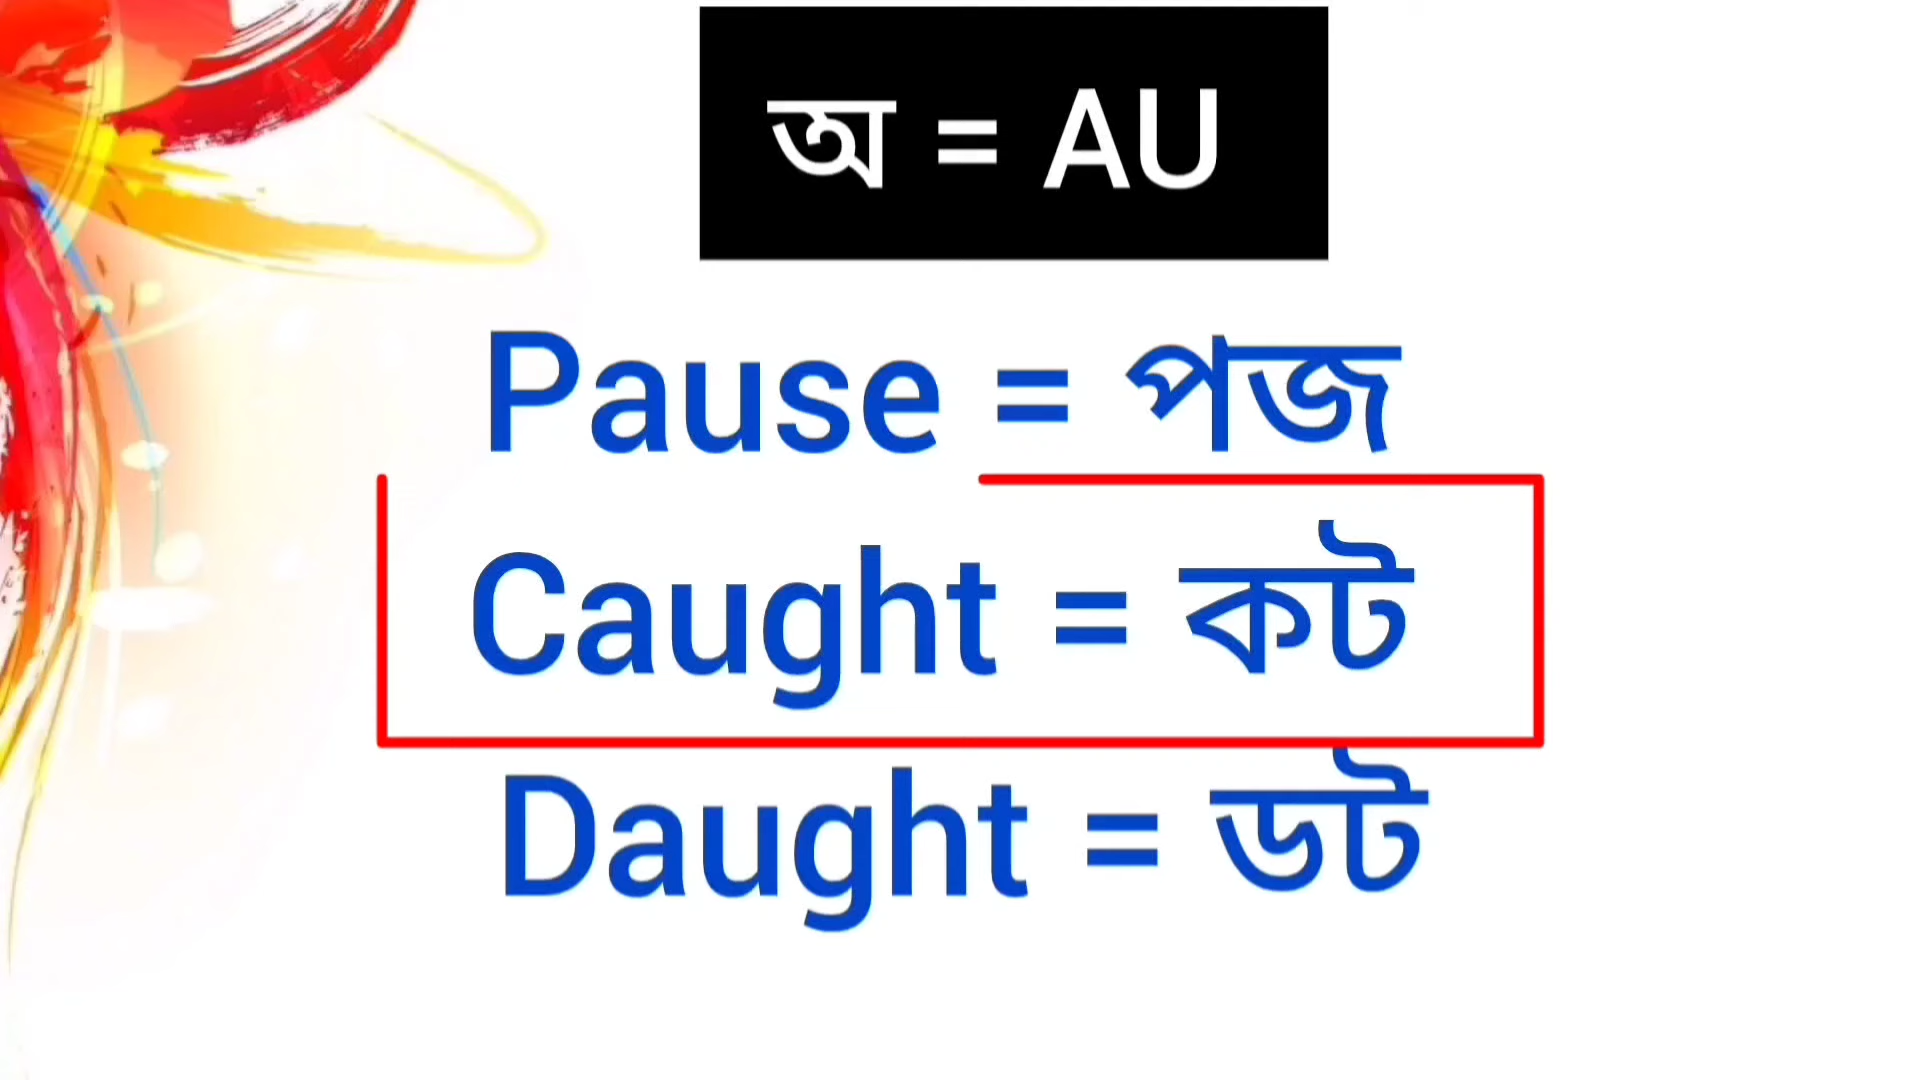 অ = AU
Pause = পজ
Caught = কট
Daught = ডট